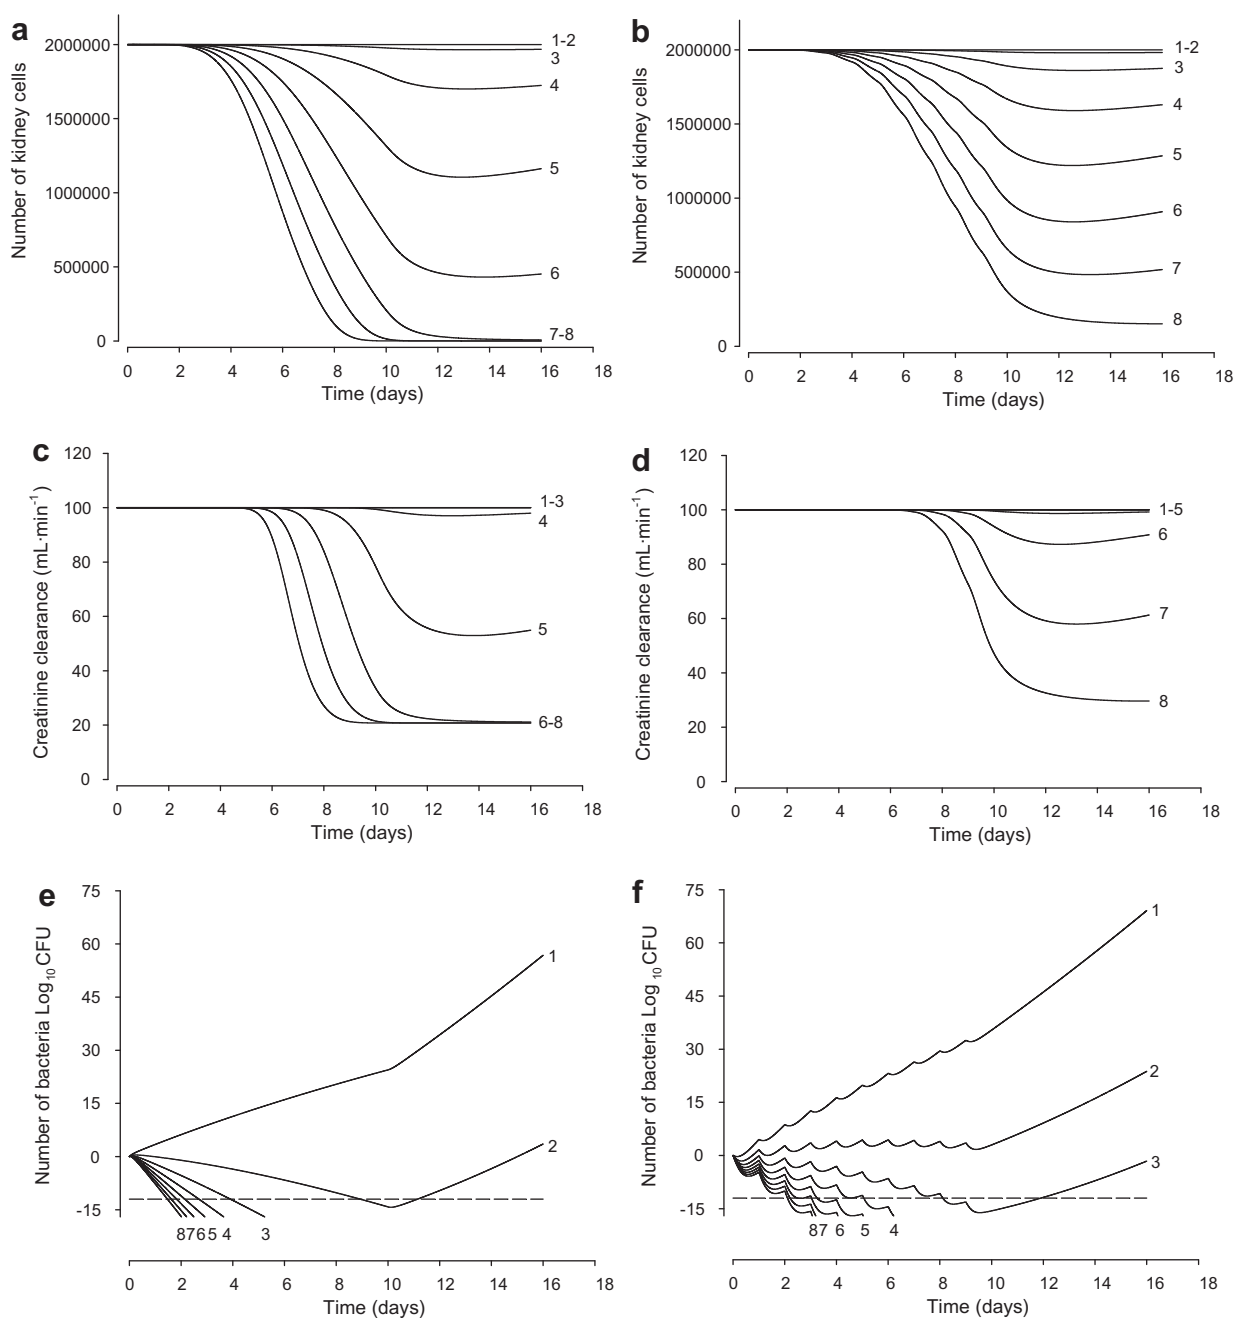 a
Number of kidney cells
2000000
1500000
1000000
500000
0
1-2
3
4
5
6
7-8
0 2 4 6 8 10 12 14 16 18
Time (days)
b
Number of kidney cells
2000000
1500000
1000000
500000
0
1-2
3
4
5
6
7
8
0 2 4 6 8 10 12 14 16 18
Time (days)
c
Creatinine clearance (mL·min⁻¹)
120
100
80
60
40
20
0
1-3
4
5
6-8
0 2 4 6 8 10 12 14 16 18
Time (days)
d
Creatinine clearance (mL·min⁻¹)
120
100
80
60
40
20
0
1-5
6
7
8
0 2 4 6 8 10 12 14 16 18
Time (days)
e
Number of bacteria Log₁₀ CFU
75
60
45
30
15
0
-15
1
2
8 7 6 5 4 3
0 2 4 6 8 10 12 14 16 18
Time (days)
f
Number of bacteria Log₁₀ CFU
75
60
45
30
15
0
-15
1
2
3
87 6 5 4
0 2 4 6 8 10 12 14 16 18
Time (days)